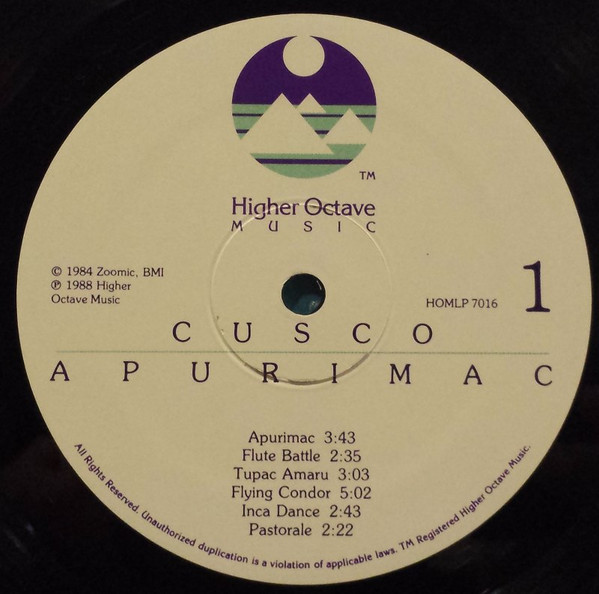 TM
Higher Octave
MUSIC
© 1984 Zoomic, BMI
℗ 1988 Higher
Octave Music
HOMLP 7016
1
CUSCO
APURIMAC
Apurimac 3:43
Flute Battle 2:35
Tupac Amaru 3:03
Flying Condor 5:02
Inca Dance 2:43
Pastorale 2:22
All Rights Reserved. Unauthorized duplication is a violation of applicable laws. TM Registered Higher Octave Music.